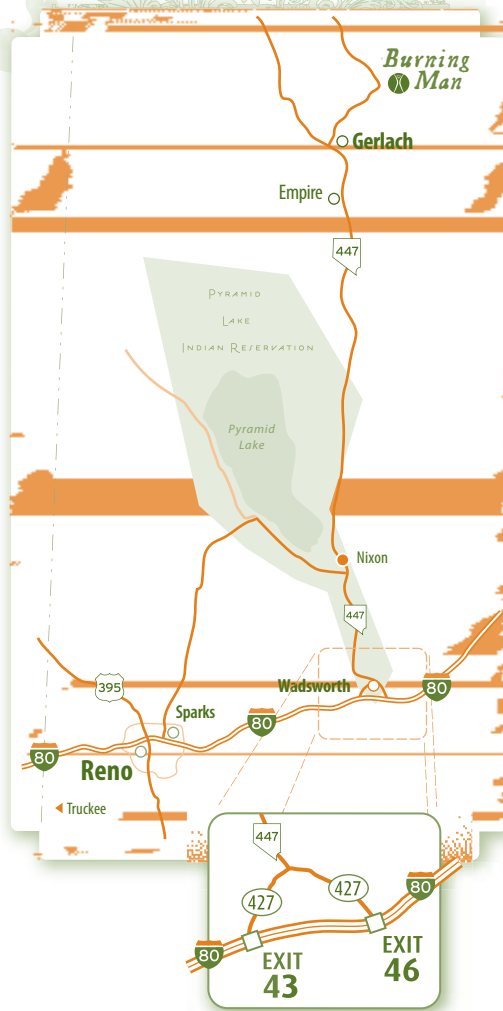 Burning
Man
Gerlach
Empire
447
Pyramid
Lake
Indian Reservation
Pyramid
Lake
Nixon
447
Wadsworth
80
395
Sparks
80
80
Reno
Truckee
447
427
427
80
80
EXIT
46
EXIT
43